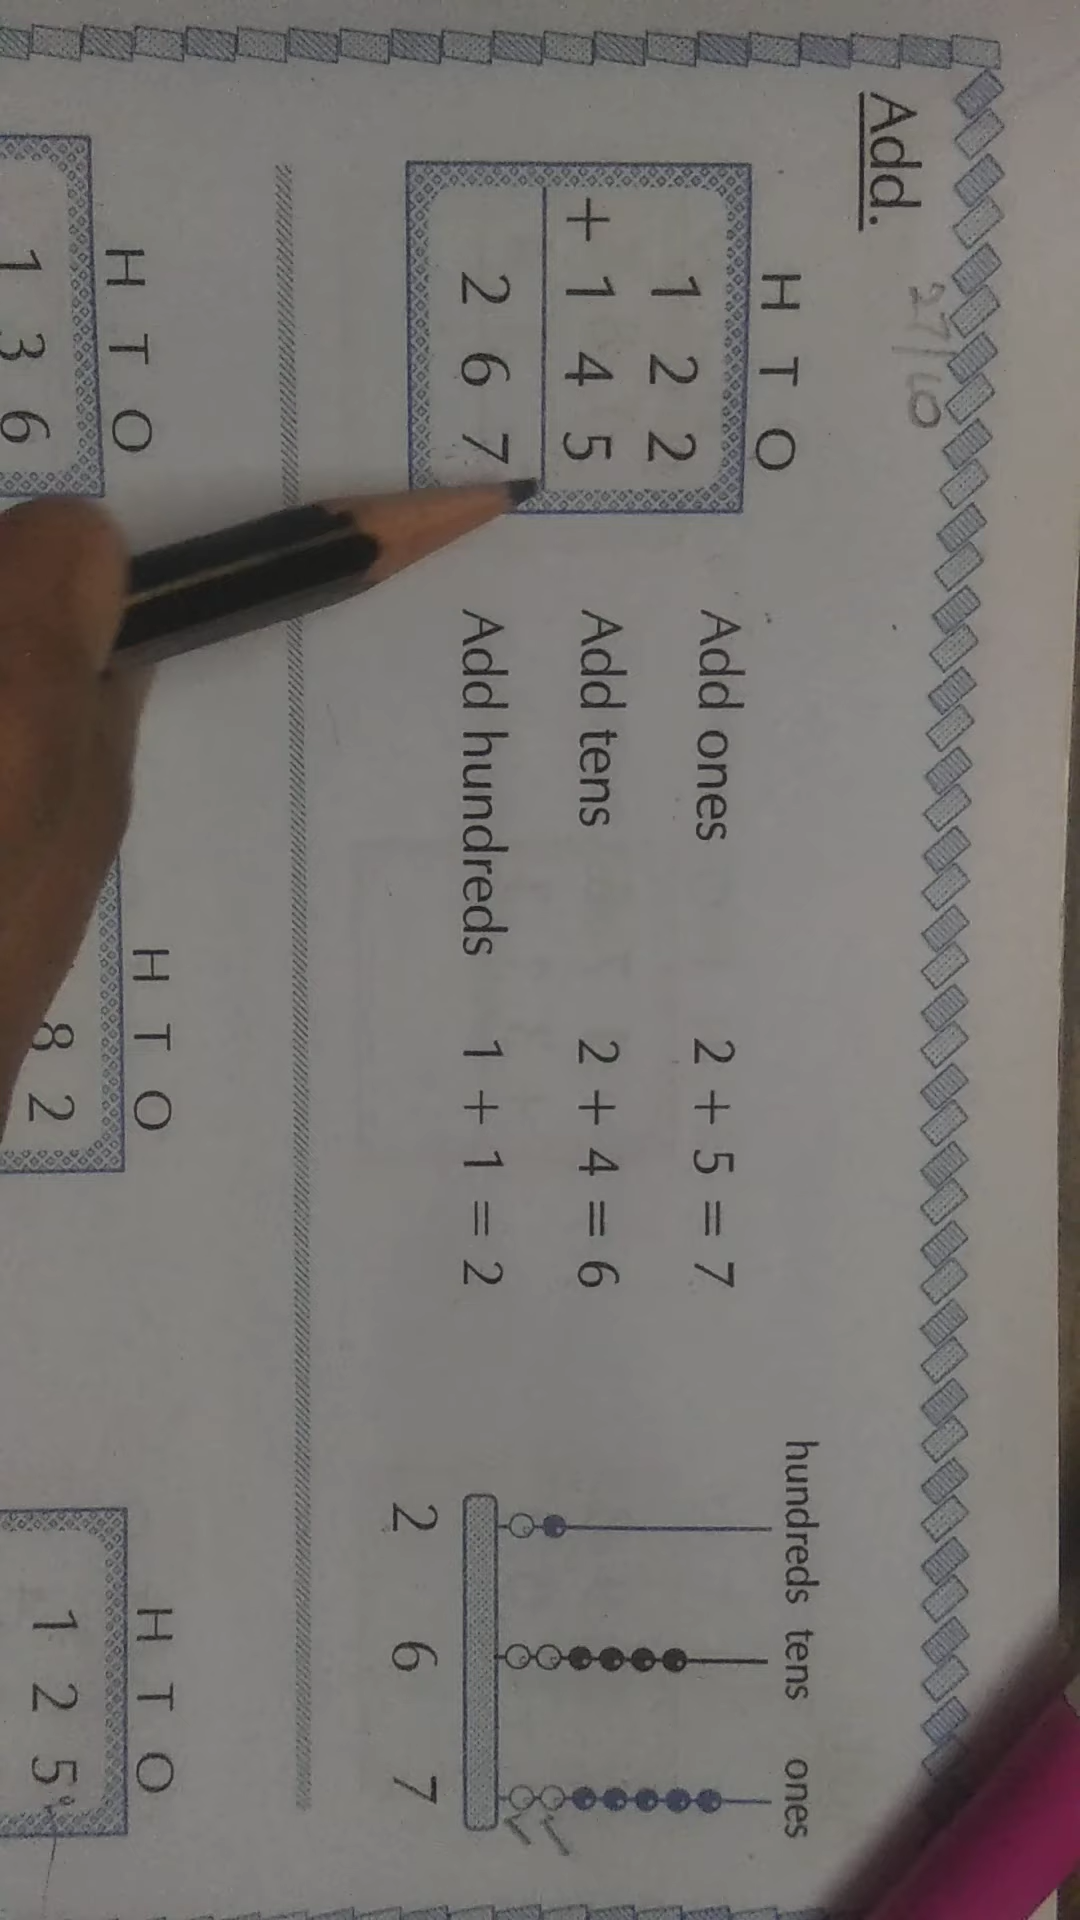 Add.
27/10
H T O
1 2 2
+ 1 4 5
2 6 7
Add ones 2 + 5 = 7
Add tens 2 + 4 = 6
Add hundreds 1 + 1 = 2
hundreds tens ones
2 6 7
H T O
1 3 6
H T O
8 2
H T O
1 2 5